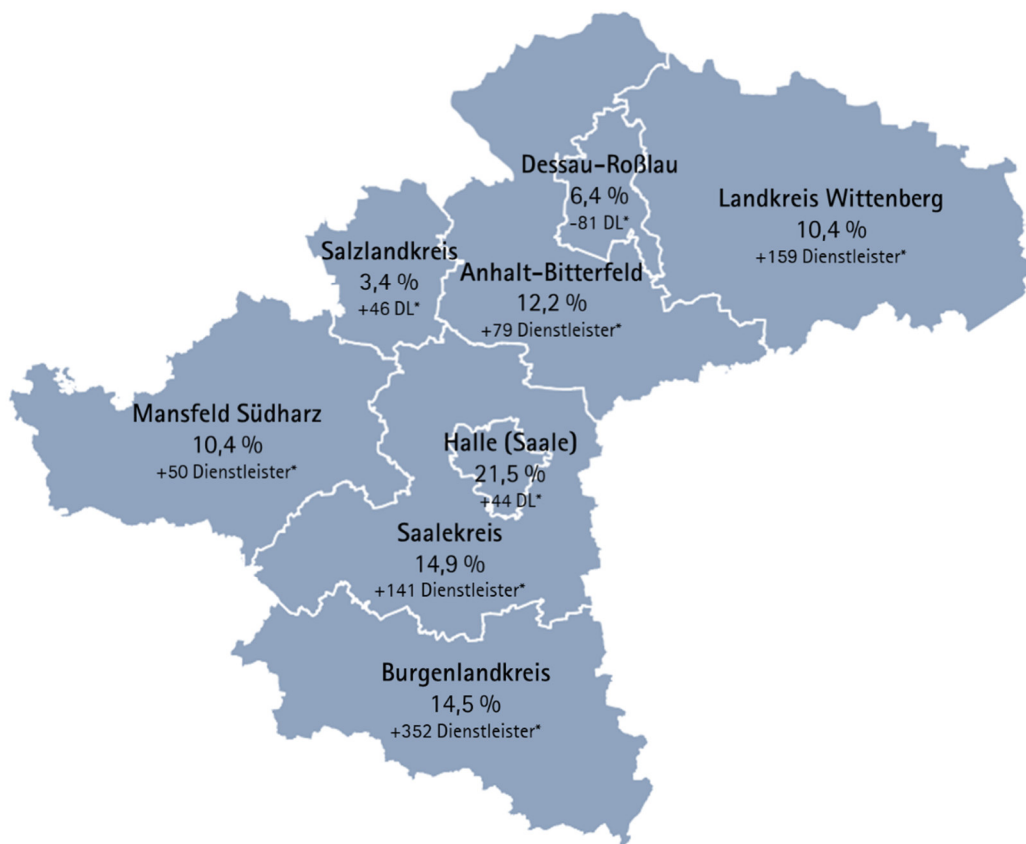 Dessau-Roßlau
6,4 %
-81 DL*
Landkreis Wittenberg
10,4 %
+159 Dienstleister*
Salzlandkreis
3,4 %
+46 DL*
Anhalt-Bitterfeld
12,2 %
+79 Dienstleister*
Mansfeld Südharz
10,4 %
+50 Dienstleister*
Halle (Saale)
21,5 %
+44 DL*
Saalekreis
14,9 %
+141 Dienstleister*
Burgenlandkreis
14,5 %
+352 Dienstleister*